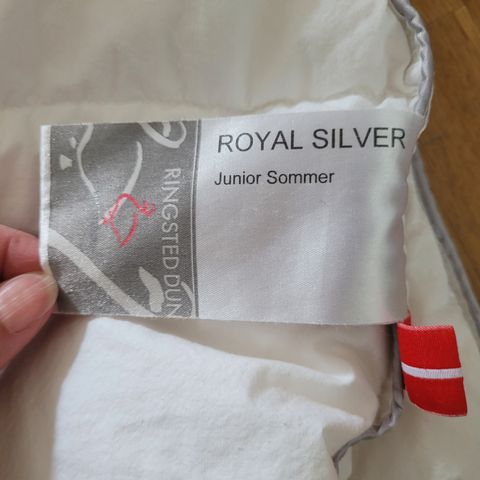 ROYAL SILVER
Junior Sommer
RINGSTED DUN